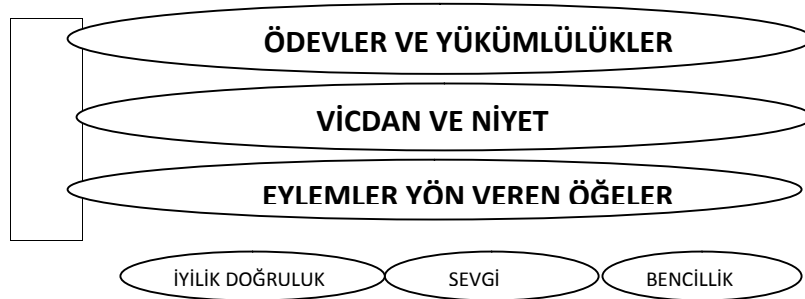 ÖDEVLER VE YÜKÜMLÜLÜKLER
VİCDAN VE NİYET
EYLEMLER YÖN VEREN ÖĞELER
İYİLİK DOĞRULUK SEVGİ BENCİLLİK